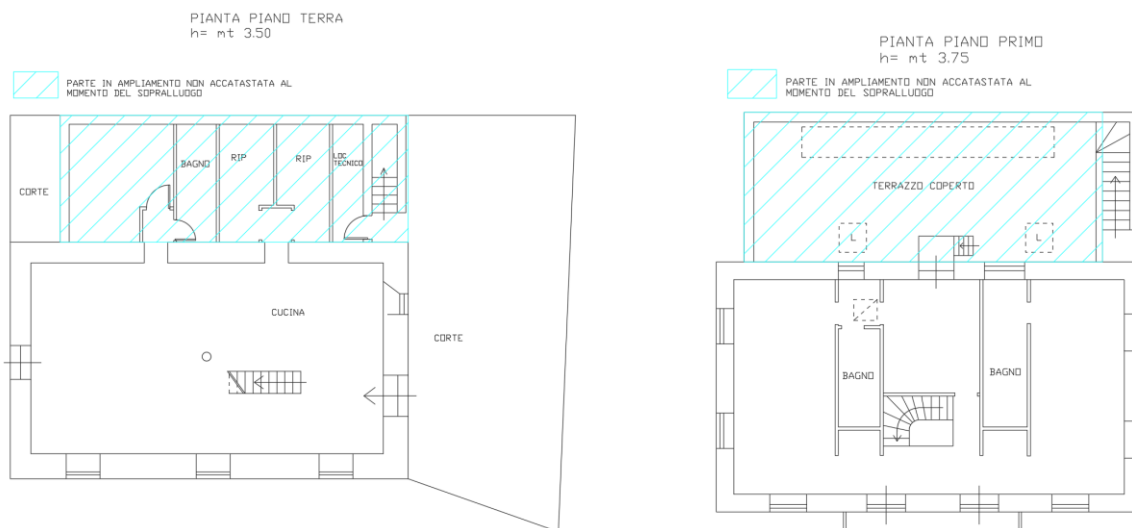 PIANTA PIANO TERRA
h= mt 3.50
PARTE IN AMPLIAMENTO NON ACCATASTATA AL
MOMENTO DEL SOPRALLUOGO
BAGNO
RIP
RIP
LOC
TECNICO
CORTE
CUCINA
CORTE
PIANTA PIANO PRIMO
h= mt 3.75
PARTE IN AMPLIAMENTO NON ACCATASTATA AL
MOMENTO DEL SOPRALLUOGO
TERRAZZO COPERTO
L
L
BAGNO
BAGNO